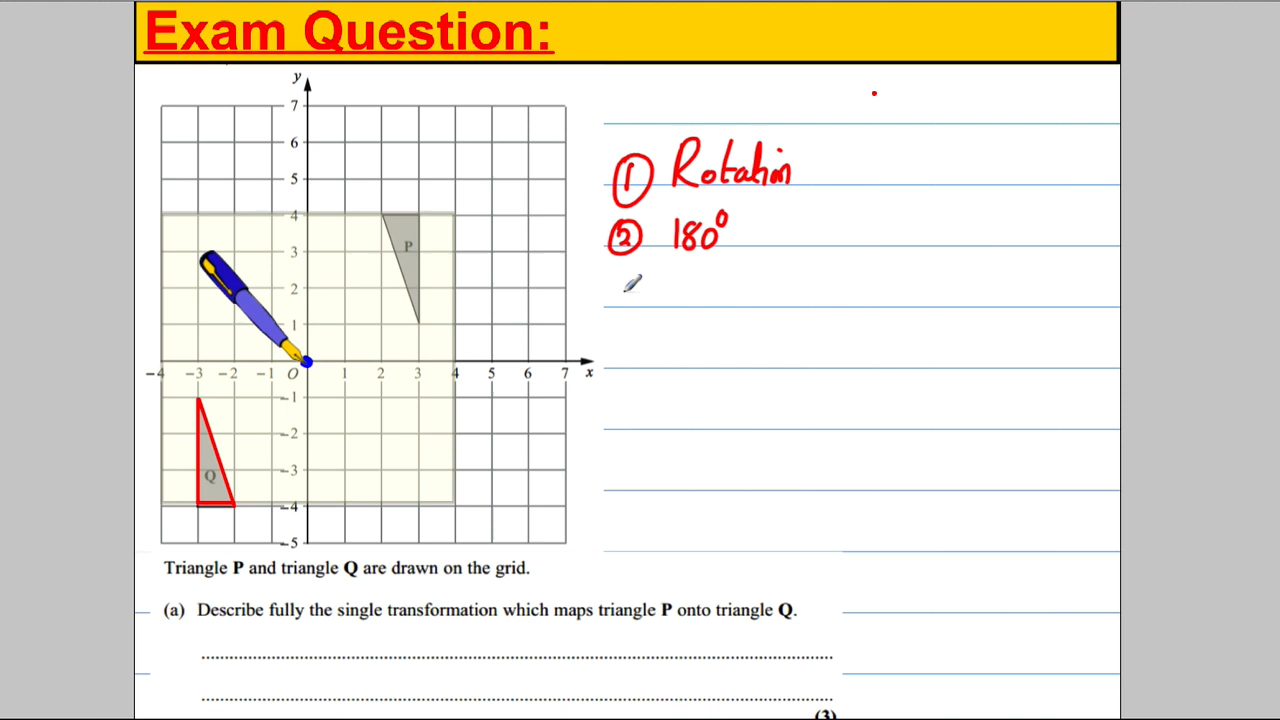 Exam Question:
y
7
6
5
4
P
3
2
1
-4 -3 -2 -1 O 1 2 3 4 5 6 7 x
-1
-2
-3
Q
-4
-5
① Rotation
② 180°
Triangle P and triangle Q are drawn on the grid.
(a) Describe fully the single transformation which maps triangle P onto triangle Q.
(3)